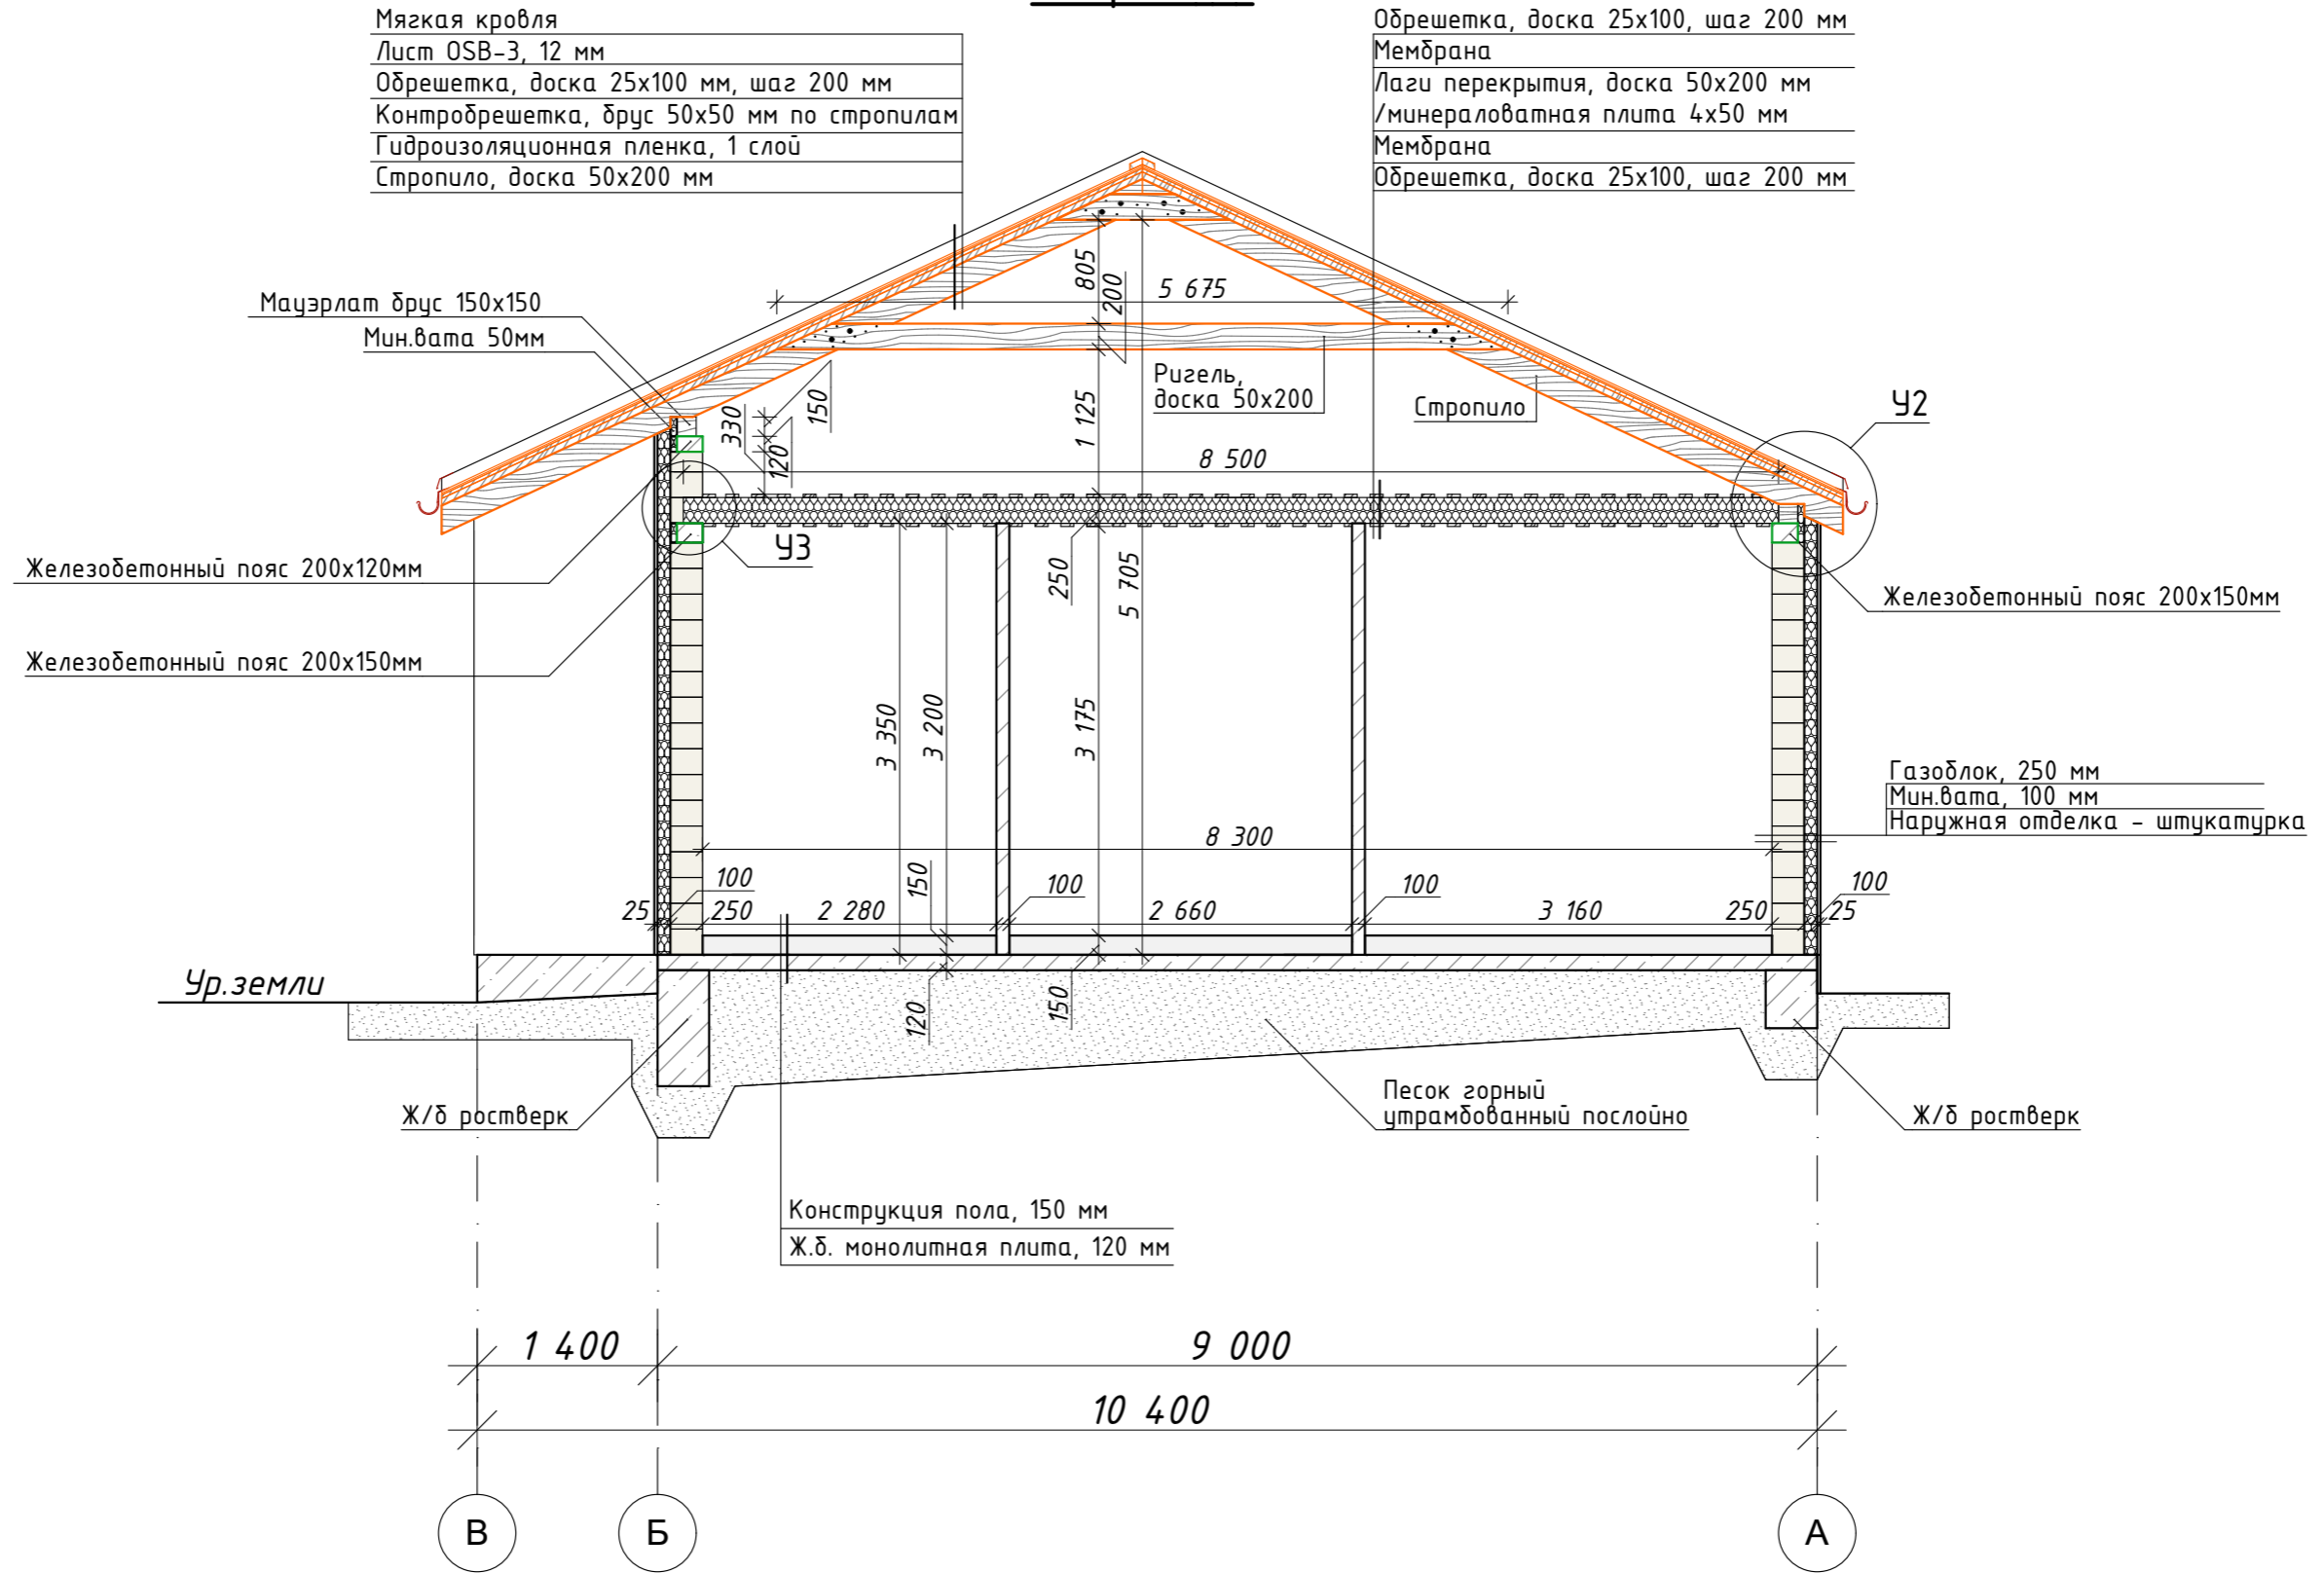 Мягкая кровля
Лист OSB-3, 12 мм
Обрешетка, доска 25х100 мм, шаг 200 мм
Контробрешетка, брус 50х50 мм по стропилам
Гидроизоляционная пленка, 1 слой
Стропило, доска 50х200 мм
Обрешетка, доска 25х100, шаг 200 мм
Мембрана
Лаги перекрытия, доска 50х200 мм
/минераловатная плита 4х50 мм
Мембрана
Обрешетка, доска 25х100, шаг 200 мм
Мауэрлат брус 150х150
Мин.вата 50мм
805
200
5 675
Ригель,
доска 50х200
Стропило
У2
330
150
120
1 125
8 500
У3
250
5 705
Железобетонный пояс 200х120мм
Железобетонный пояс 200х150мм
Железобетонный пояс 200х150мм
3 350
3 200
3 175
Газоблок, 250 мм
Мин.вата, 100 мм
Наружная отделка - штукатурка
8 300
25
100
250
2 280
150
100
2 660
100
3 160
250
100
25
Ур.земли
120
150
Ж/б ростверк
Песок горный
утрамбованный послойно
Ж/б ростверк
Конструкция пола, 150 мм
Ж.б. монолитная плита, 120 мм
1 400
9 000
10 400
В
Б
А